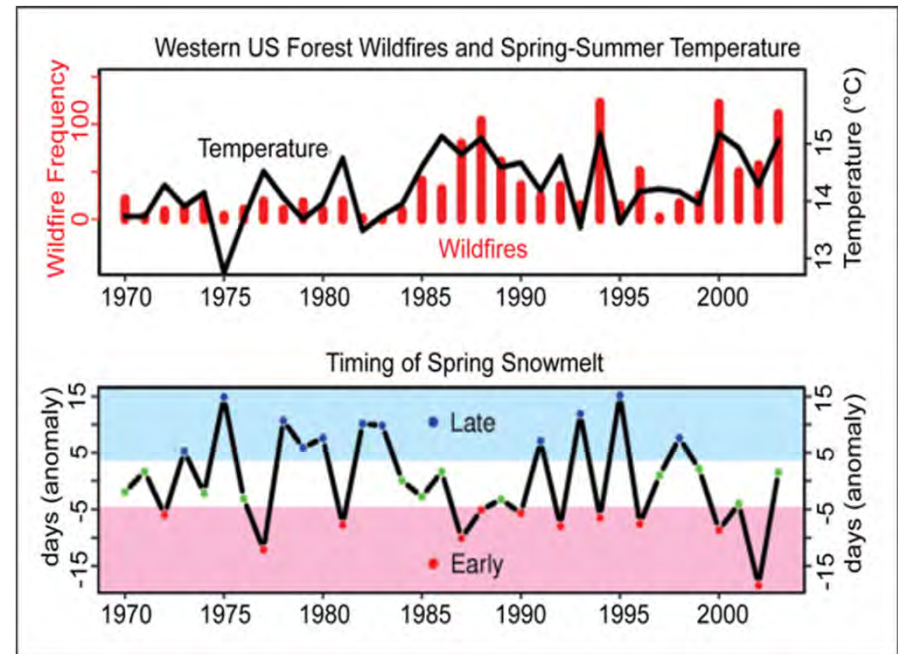 Western US Forest Wildfires and Spring-Summer Temperature
Wildfire Frequency
0 100
Temperature
Wildfires
13 14 15
Temperature (°C)
1970 1975 1980 1985 1990 1995 2000
Timing of Spring Snowmelt
days (anomaly)
15
5
-5
-15
Late
Early
15
5
-5
-15
days (anomaly)
1970 1975 1980 1985 1990 1995 2000